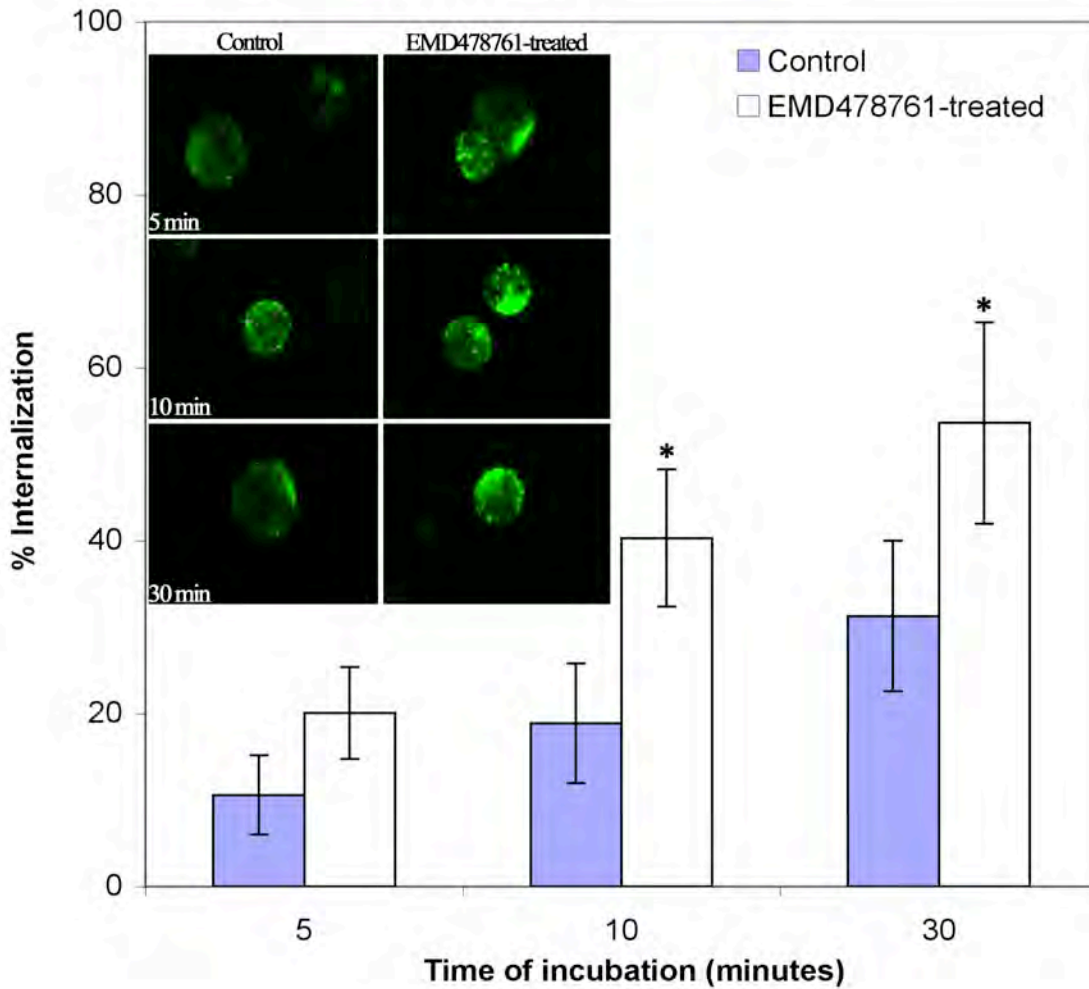 100
80
60
40
20
0
% Internalization
Control
EMD478761-treated
5 min
10 min
30 min
Control
EMD478761-treated
*
*
5
10
30
Time of incubation (minutes)